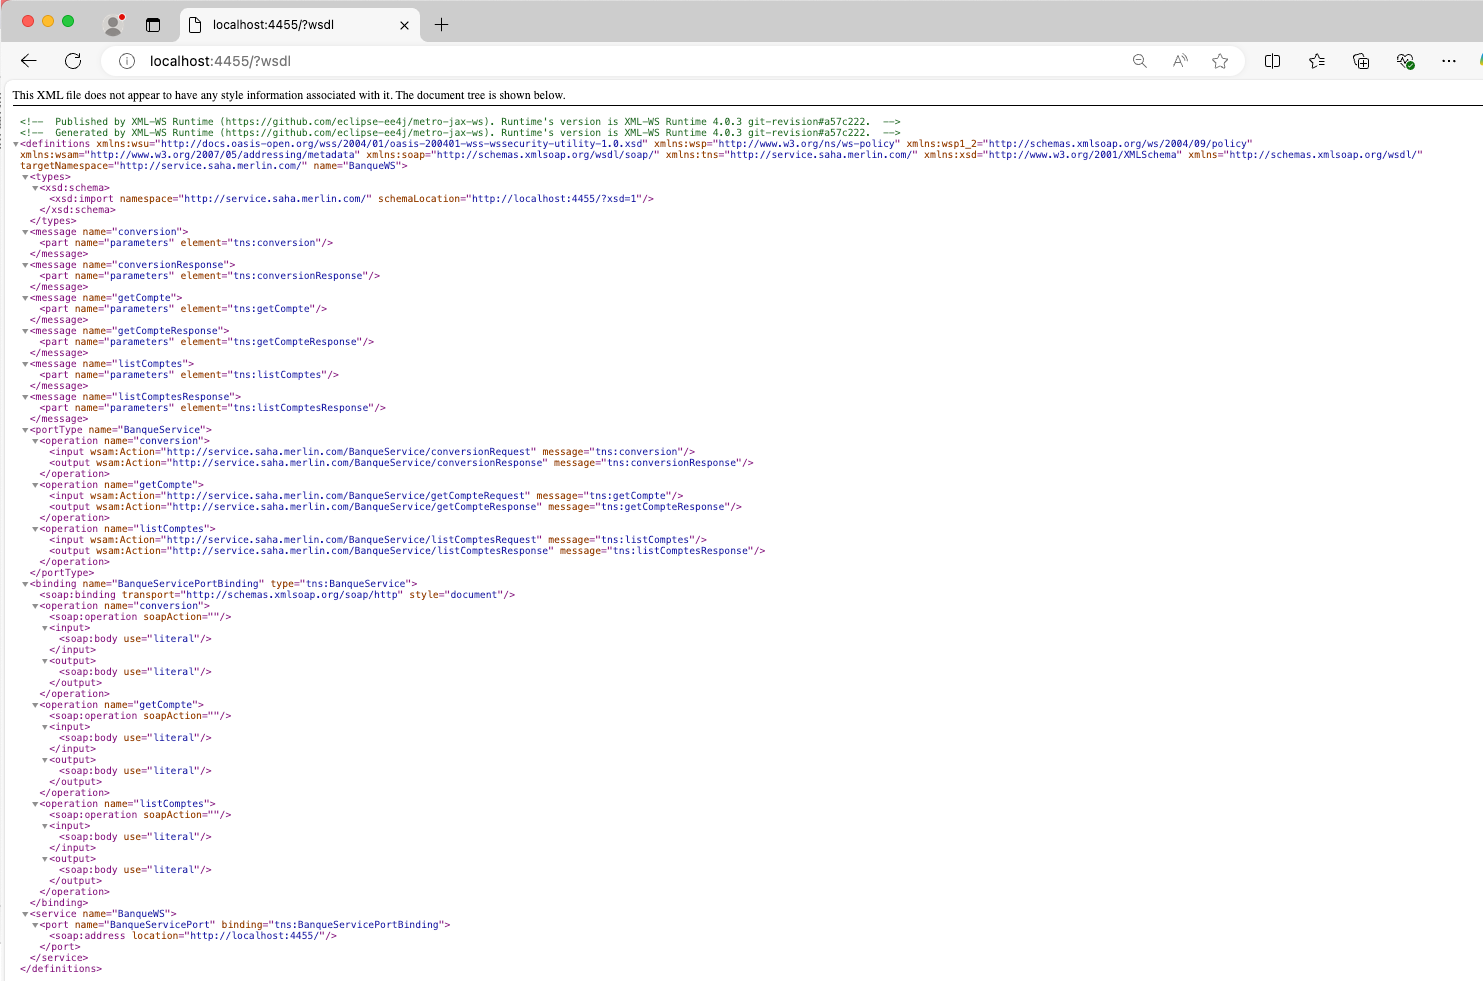 localhost:4455/?wsdl
localhost:4455/?wsdl
This XML file does not appear to have any style information associated with it. The document tree is shown below.
<!-- Published by XML-WS Runtime (https://github.com/eclipse-ee4j/metro-jax-ws). Runtime's version is XML-WS Runtime 4.0.3 git-revision#a57c222. -->
<!-- Generated by XML-WS Runtime (https://github.com/eclipse-ee4j/metro-jax-ws). Runtime's version is XML-WS Runtime 4.0.3 git-revision#a57c222. -->
<definitions xmlns:wsu="http://docs.oasis-open.org/wss/2004/01/oasis-200401-wss-wssecurity-utility-1.0.xsd" xmlns:wsp="http://www.w3.org/ns/ws-policy" xmlns:wsp1_2="http://schemas.xmlsoap.org/ws/2004/09/policy"
xmlns:wsam="http://www.w3.org/2007/05/addressing/metadata" xmlns:soap="http://schemas.xmlsoap.org/wsdl/soap/" xmlns:tns="http://service.saha.merlin.com/" xmlns:xsd="http://www.w3.org/2001/XMLSchema" xmlns="http://schemas.xmlsoap.org/wsdl/"
targetNamespace="http://service.saha.merlin.com/" name="BanqueWS">
<types>
<xsd:schema>
<xsd:import namespace="http://service.saha.merlin.com/" schemaLocation="http://localhost:4455/?xsd=1"/>
</xsd:schema>
</types>
<message name="conversion">
<part name="parameters" element="tns:conversion"/>
</message>
<message name="conversionResponse">
<part name="parameters" element="tns:conversionResponse"/>
</message>
<message name="getCompte">
<part name="parameters" element="tns:getCompte"/>
</message>
<message name="getCompteResponse">
<part name="parameters" element="tns:getCompteResponse"/>
</message>
<message name="listComptes">
<part name="parameters" element="tns:listComptes"/>
</message>
<message name="listComptesResponse">
<part name="parameters" element="tns:listComptesResponse"/>
</message>
<portType name="BanqueService">
<operation name="conversion">
<input wsam:Action="http://service.saha.merlin.com/BanqueService/conversionRequest" message="tns:conversion"/>
<output wsam:Action="http://service.saha.merlin.com/BanqueService/conversionResponse" message="tns:conversionResponse"/>
</operation>
<operation name="getCompte">
<input wsam:Action="http://service.saha.merlin.com/BanqueService/getCompteRequest" message="tns:getCompte"/>
<output wsam:Action="http://service.saha.merlin.com/BanqueService/getCompteResponse" message="tns:getCompteResponse"/>
</operation>
<operation name="listComptes">
<input wsam:Action="http://service.saha.merlin.com/BanqueService/listComptesRequest" message="tns:listComptes"/>
<output wsam:Action="http://service.saha.merlin.com/BanqueService/listComptesResponse" message="tns:listComptesResponse"/>
</operation>
</portType>
<binding name="BanqueServicePortBinding" type="tns:BanqueService">
<soap:binding transport="http://schemas.xmlsoap.org/soap/http" style="document"/>
<operation name="conversion">
<soap:operation soapAction=""/>
<input>
<soap:body use="literal"/>
</input>
<output>
<soap:body use="literal"/>
</output>
</operation>
<operation name="getCompte">
<soap:operation soapAction=""/>
<input>
<soap:body use="literal"/>
</input>
<output>
<soap:body use="literal"/>
</output>
</operation>
<operation name="listComptes">
<soap:operation soapAction=""/>
<input>
<soap:body use="literal"/>
</input>
<output>
<soap:body use="literal"/>
</output>
</operation>
</binding>
<service name="BanqueWS">
<port name="BanqueServicePort" binding="tns:BanqueServicePortBinding">
<soap:address location="http://localhost:4455/"/>
</port>
</service>
</definitions>